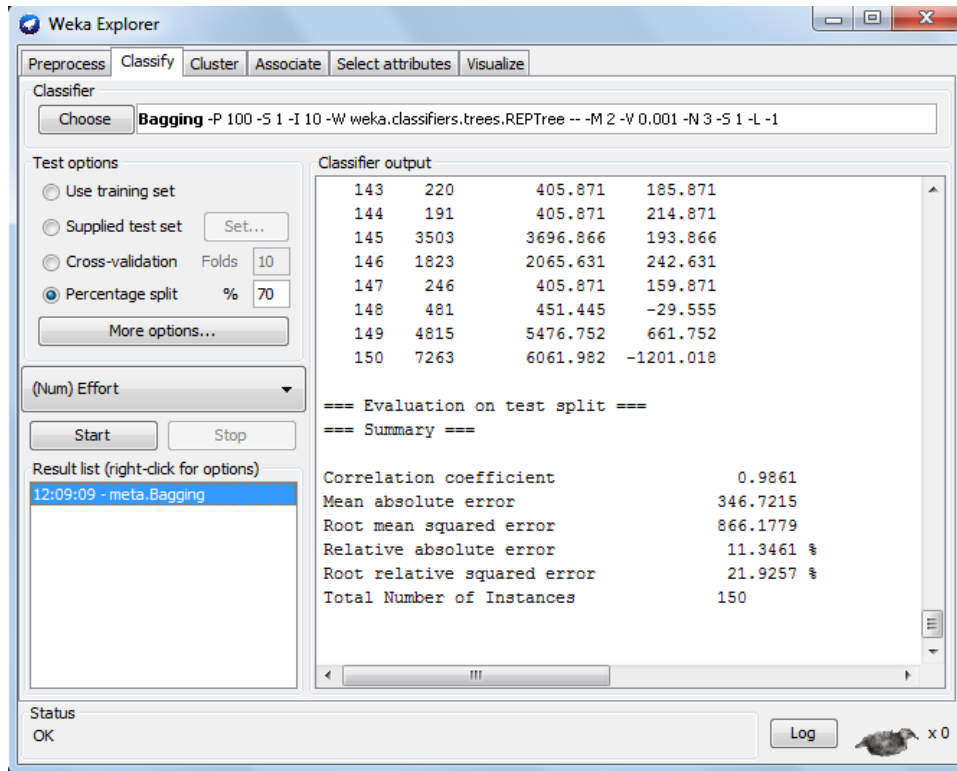 Weka Explorer
Preprocess Classify Cluster Associate Select attributes Visualize
Classifier
Choose Bagging -P 100 -S 1 -I 10 -W weka.classifiers.trees.REPTree -- -M 2 -V 0.001 -N 3 -S 1 -L -1
Test options
Use training set
Supplied test set Set...
Cross-validation Folds 10
Percentage split % 70
More options...
(Num) Effort
Start Stop
Result list (right-click for options)
12:09:09 - meta.Bagging
Classifier output
143 220 405.871 185.871
144 191 405.871 214.871
145 3503 3696.866 193.866
146 1823 2065.631 242.631
147 246 405.871 159.871
148 481 451.445 -29.555
149 4815 5476.752 661.752
150 7263 6061.982 -1201.018
=== Evaluation on test split ===
=== Summary ===
Correlation coefficient 0.9861
Mean absolute error 346.7215
Root mean squared error 866.1779
Relative absolute error 11.3461 %
Root relative squared error 21.9257 %
Total Number of Instances 150
Status
OK
Log
x 0